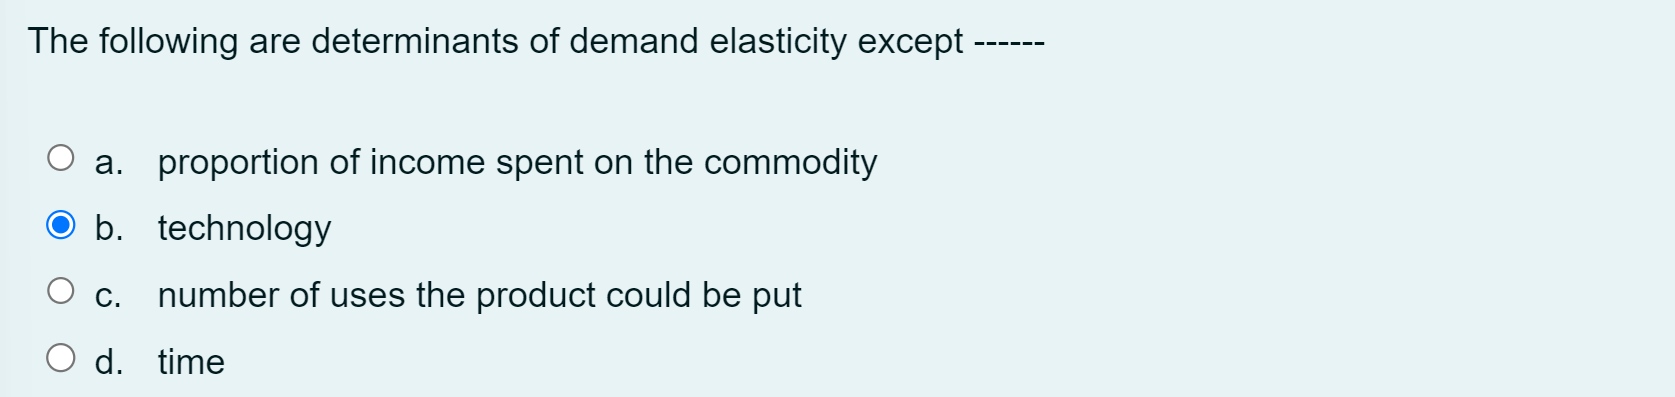 The following are determinants of demand elasticity except ------
a. proportion of income spent on the commodity
b. technology
c. number of uses the product could be put
d. time